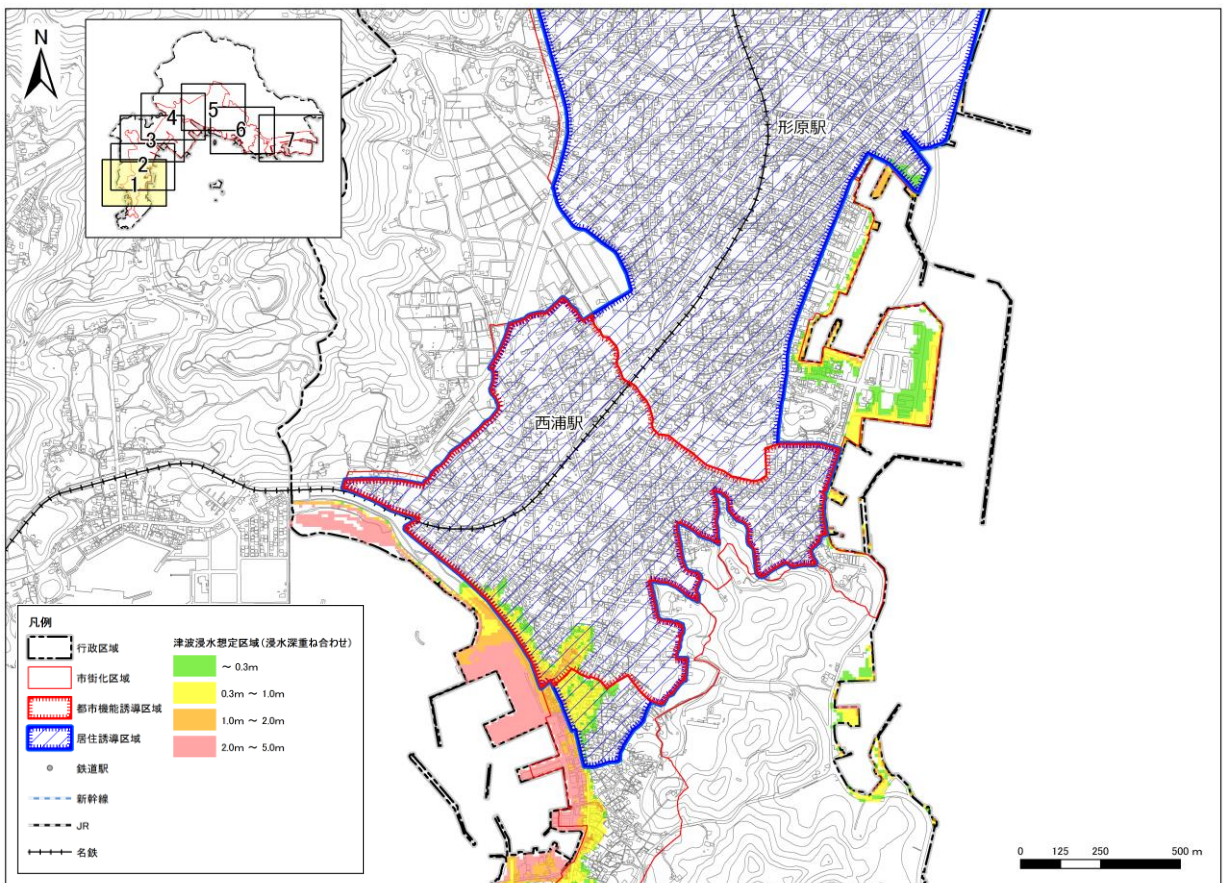 N
5
4
6
7
3
2
1
形原駅
西浦駅
凡例
行政区域
市街化区域
都市機能誘導区域
居住誘導区域
鉄道駅
新幹線
JR
名鉄
津波浸水想定区域(浸水深重ね合わせ)
~ 0.3m
0.3m ~ 1.0m
1.0m ~ 2.0m
2.0m ~ 5.0m
0 125 250 500 m